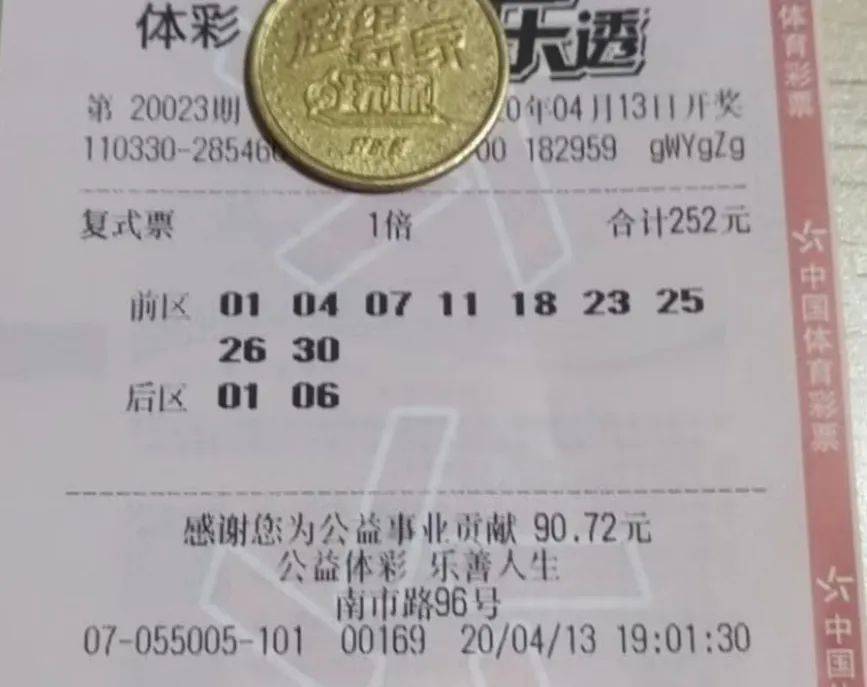 体彩 乐透
第 20023期 0年04月13日开奖
110330-28546 00 182959 gWYgZg
复式票 1倍 合计252元
前区 01 04 07 11 18 23 25
26 30
后区 01 06
感谢您为公益事业贡献 90.72元
公益体彩 乐善人生
南市路96号
07-055005-101 00169 20/04/13 19:01:30
体育彩票
中国体育彩票
中国